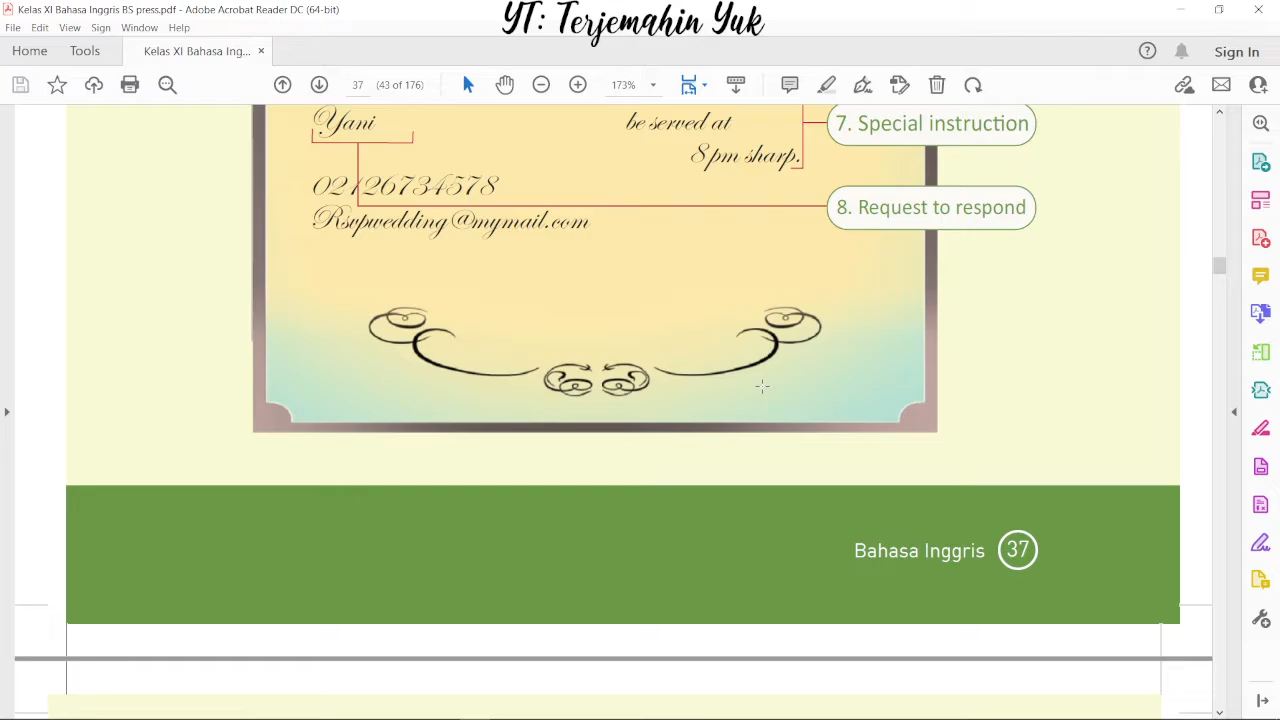 Kelas XI Bahasa Inggris BS press.pdf - Adobe Acrobat Reader DC (64-bit)
YT: Terjemahin Yuk
File Edit View Sign Window Help
Home Tools Kelas XI Bahasa Ing... × Sign In
37 (43 of 176) 173%
Yani
be served at
8pm sharp.
7. Special instruction
02126734578
Rsvpwedding@mymail.com
8. Request to respond
Bahasa Inggris 37